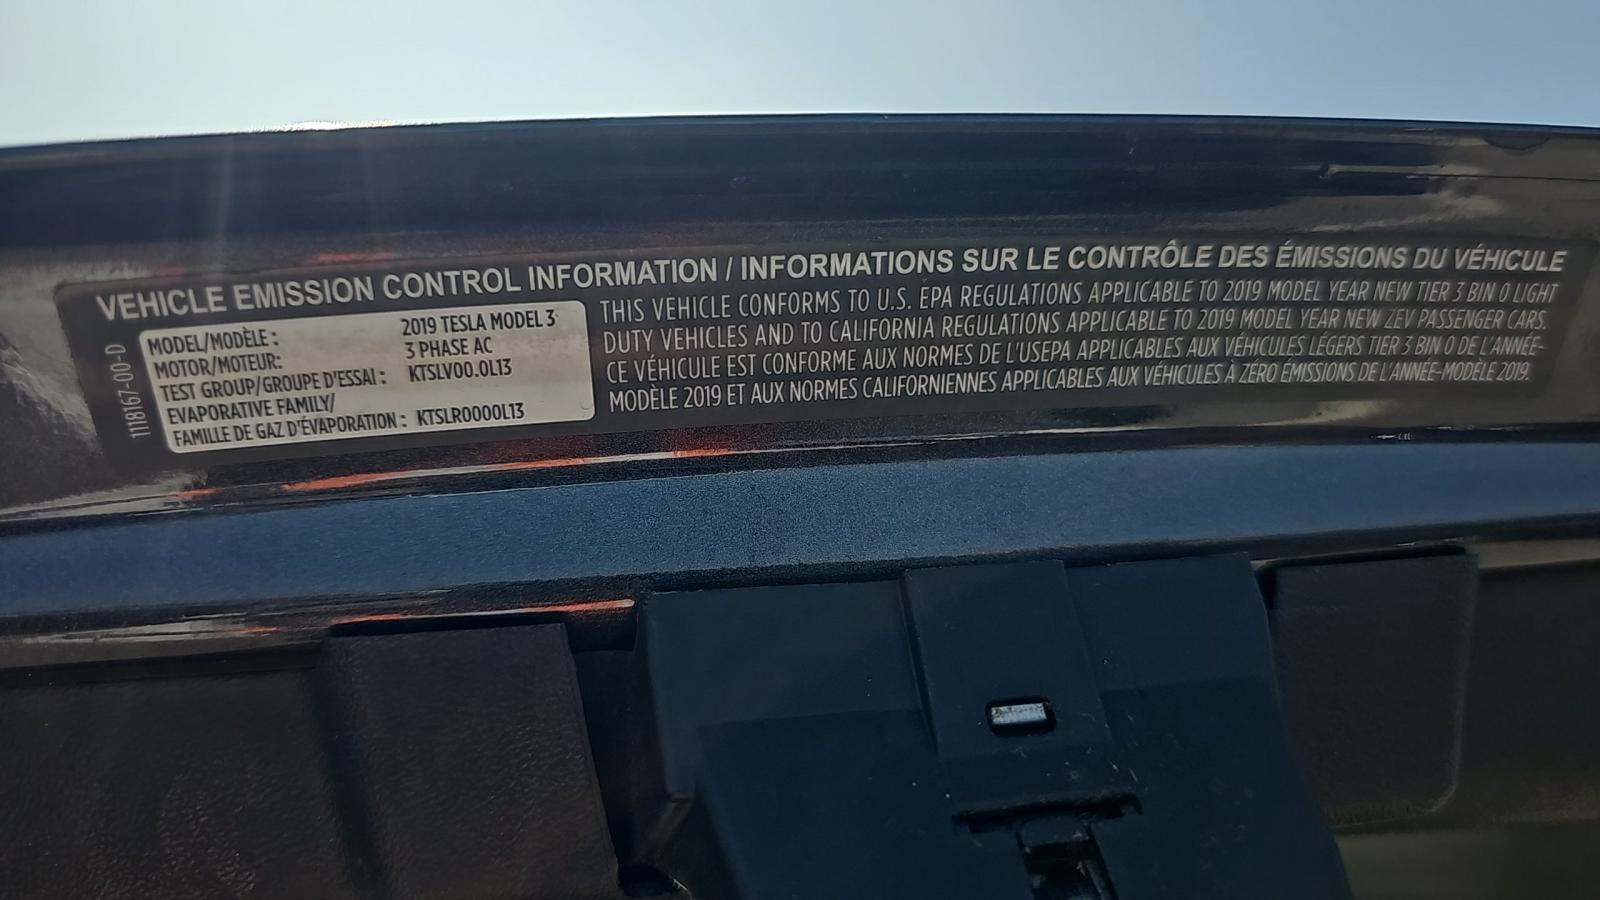 VEHICLE EMISSION CONTROL INFORMATION / INFORMATIONS SUR LE CONTRÔLE DES ÉMISSIONS DU VÉHICULE
MODEL/MODÈLE : 2019 TESLA MODEL 3
MOTOR/MOTEUR: 3 PHASE AC
TEST GROUP/GROUPE D'ESSAI : KTSLV00.0L13
EVAPORATIVE FAMILY/
FAMILLE DE GAZ D'ÉVAPORATION : KTSLR0000L13
THIS VEHICLE CONFORMS TO U.S. EPA REGULATIONS APPLICABLE TO 2019 MODEL YEAR NEW TIER 3 BIN 0 LIGHT
DUTY VEHICLES AND TO CALIFORNIA REGULATIONS APPLICABLE TO 2019 MODEL YEAR NEW ZEV PASSENGER CARS.
CE VÉHICULE EST CONFORME AUX NORMES DE L'USEPA APPLICABLES AUX VÉHICULES LÉGERS TIER 3 BIN 0 DE L'ANNÉE-
MODÈLE 2019 ET AUX NORMES CALIFORNIENNES APPLICABLES AUX VÉHICULES À ZÉRO ÉMISSIONS DE L'ANNÉE-MODÈLE 2019.
1118167-00-D